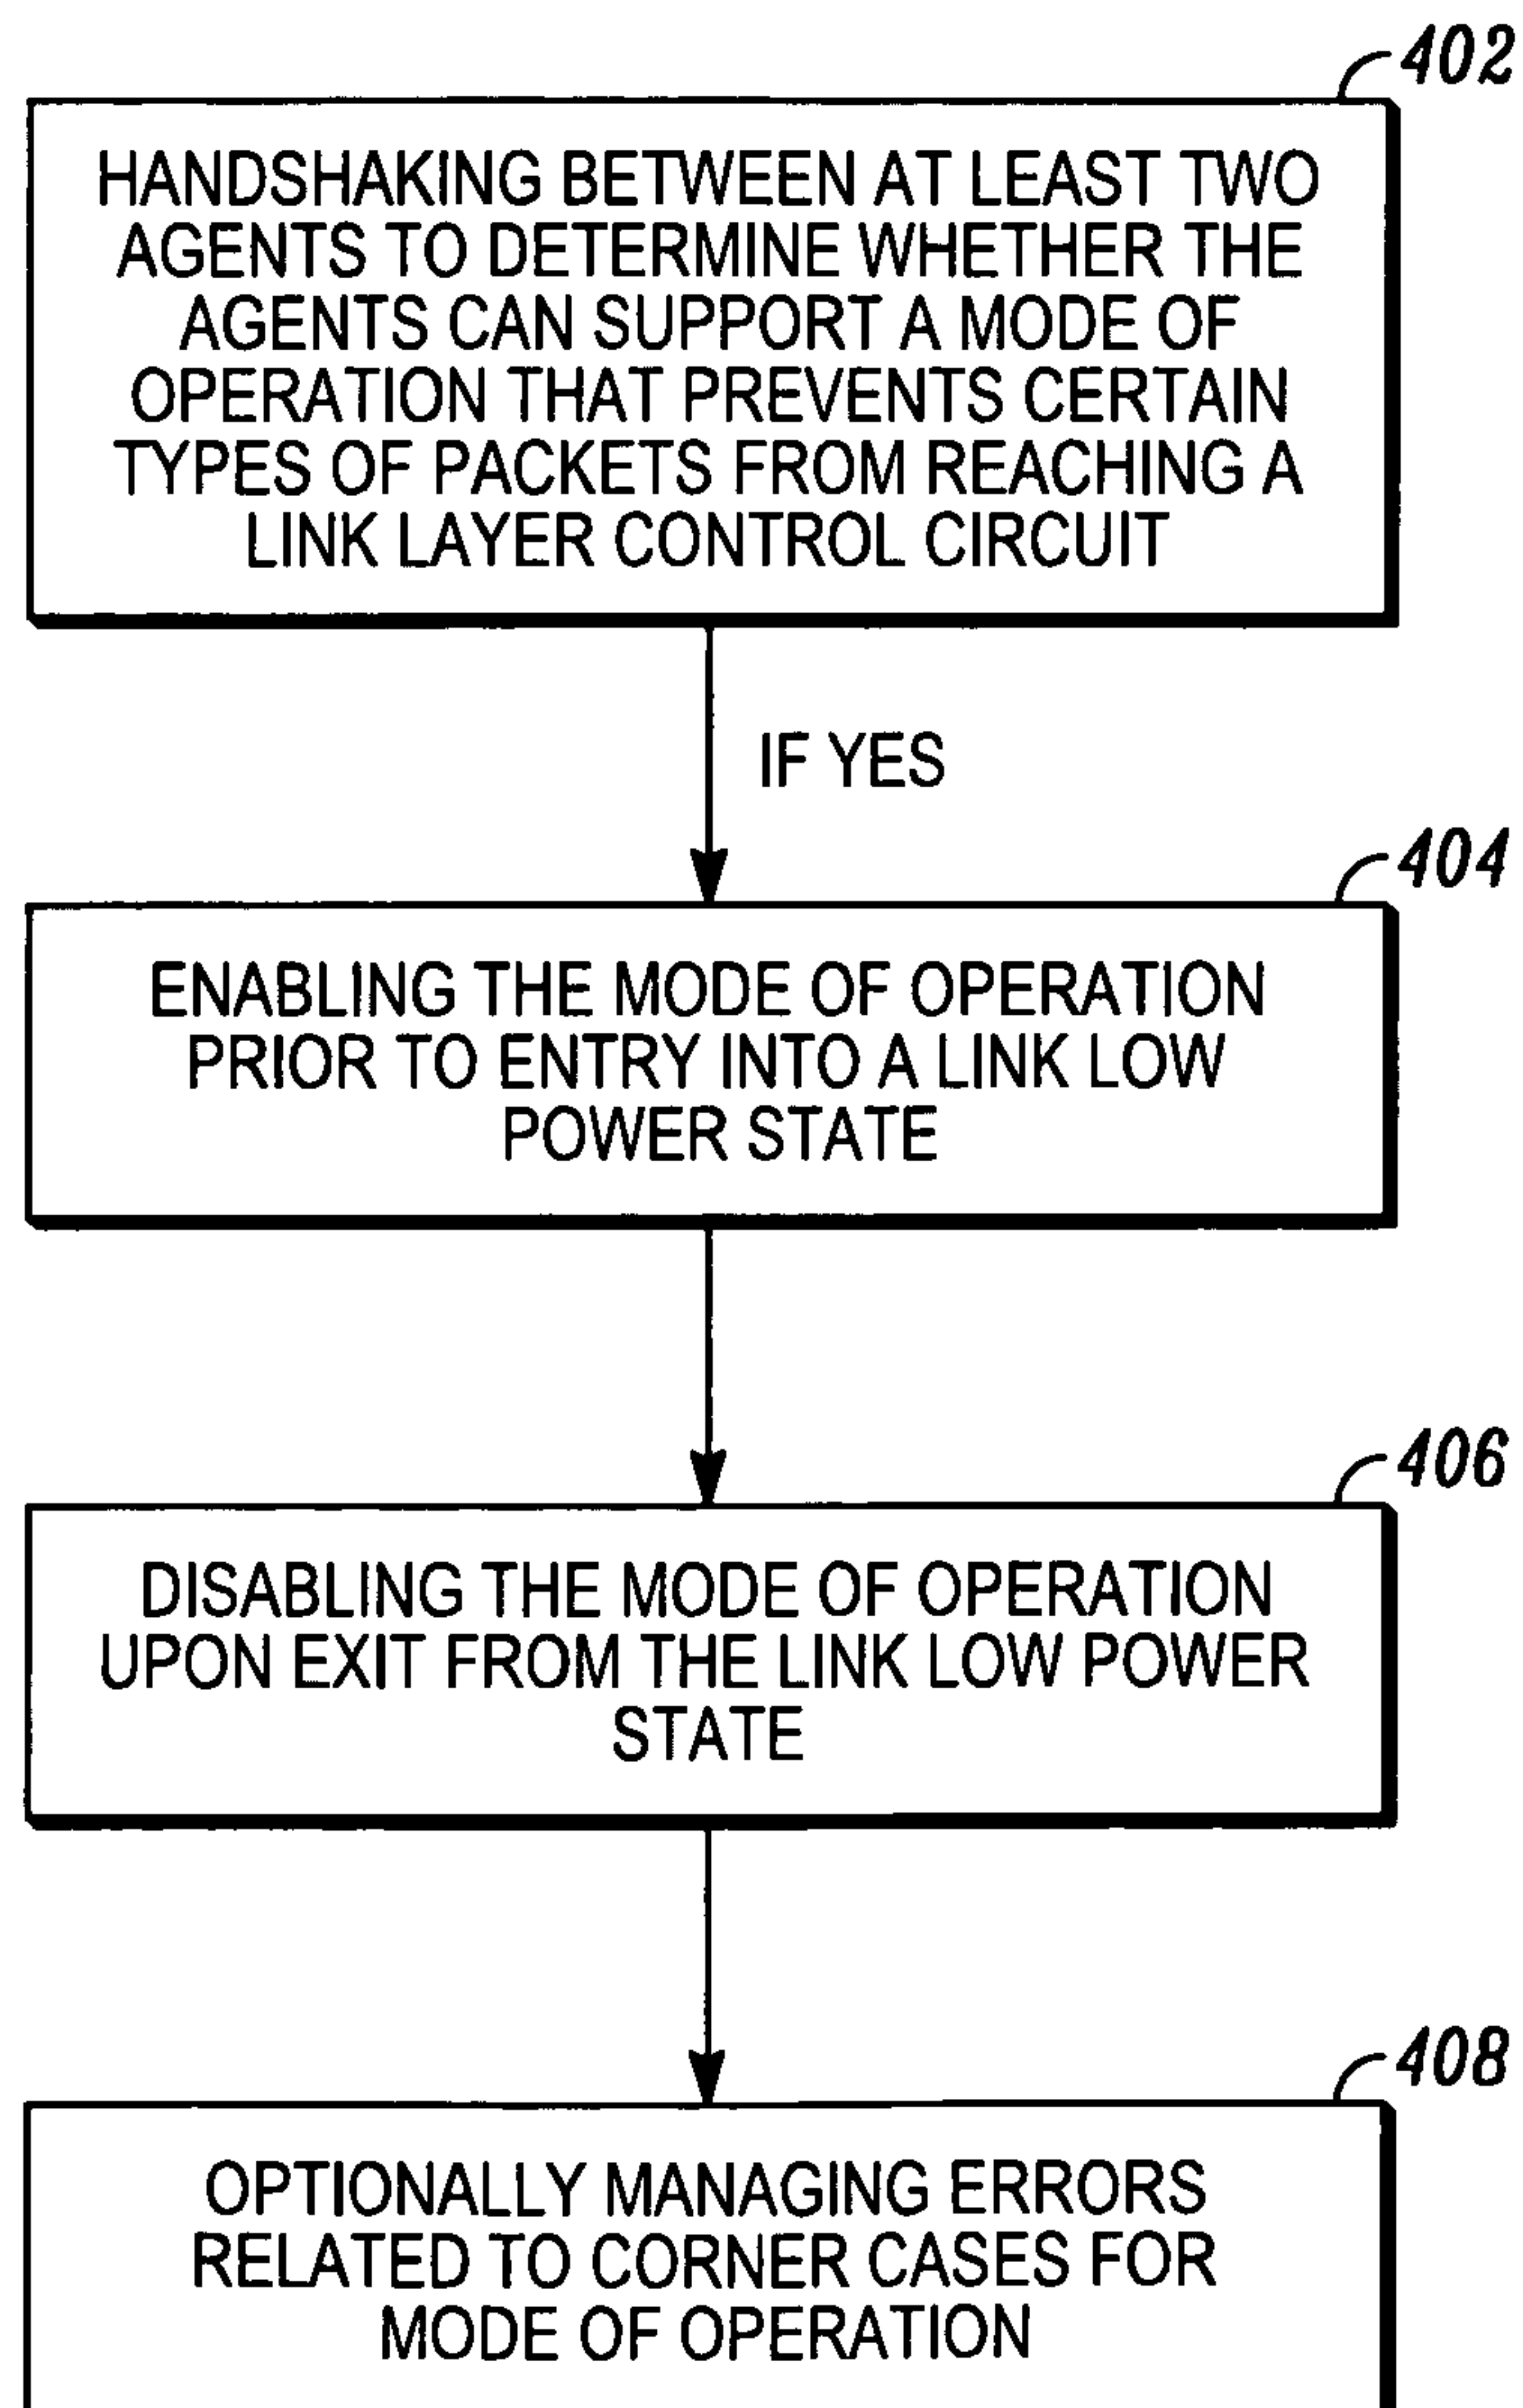 402
HANDSHAKING BETWEEN AT LEAST TWO
AGENTS TO DETERMINE WHETHER THE
AGENTS CAN SUPPORT A MODE OF
OPERATION THAT PREVENTS CERTAIN
TYPES OF PACKETS FROM REACHING A
LINK LAYER CONTROL CIRCUIT
IF YES
404
ENABLING THE MODE OF OPERATION
PRIOR TO ENTRY INTO A LINK LOW
POWER STATE
406
DISABLING THE MODE OF OPERATION
UPON EXIT FROM THE LINK LOW POWER
STATE
408
OPTIONALLY MANAGING ERRORS
RELATED TO CORNER CASES FOR
MODE OF OPERATION